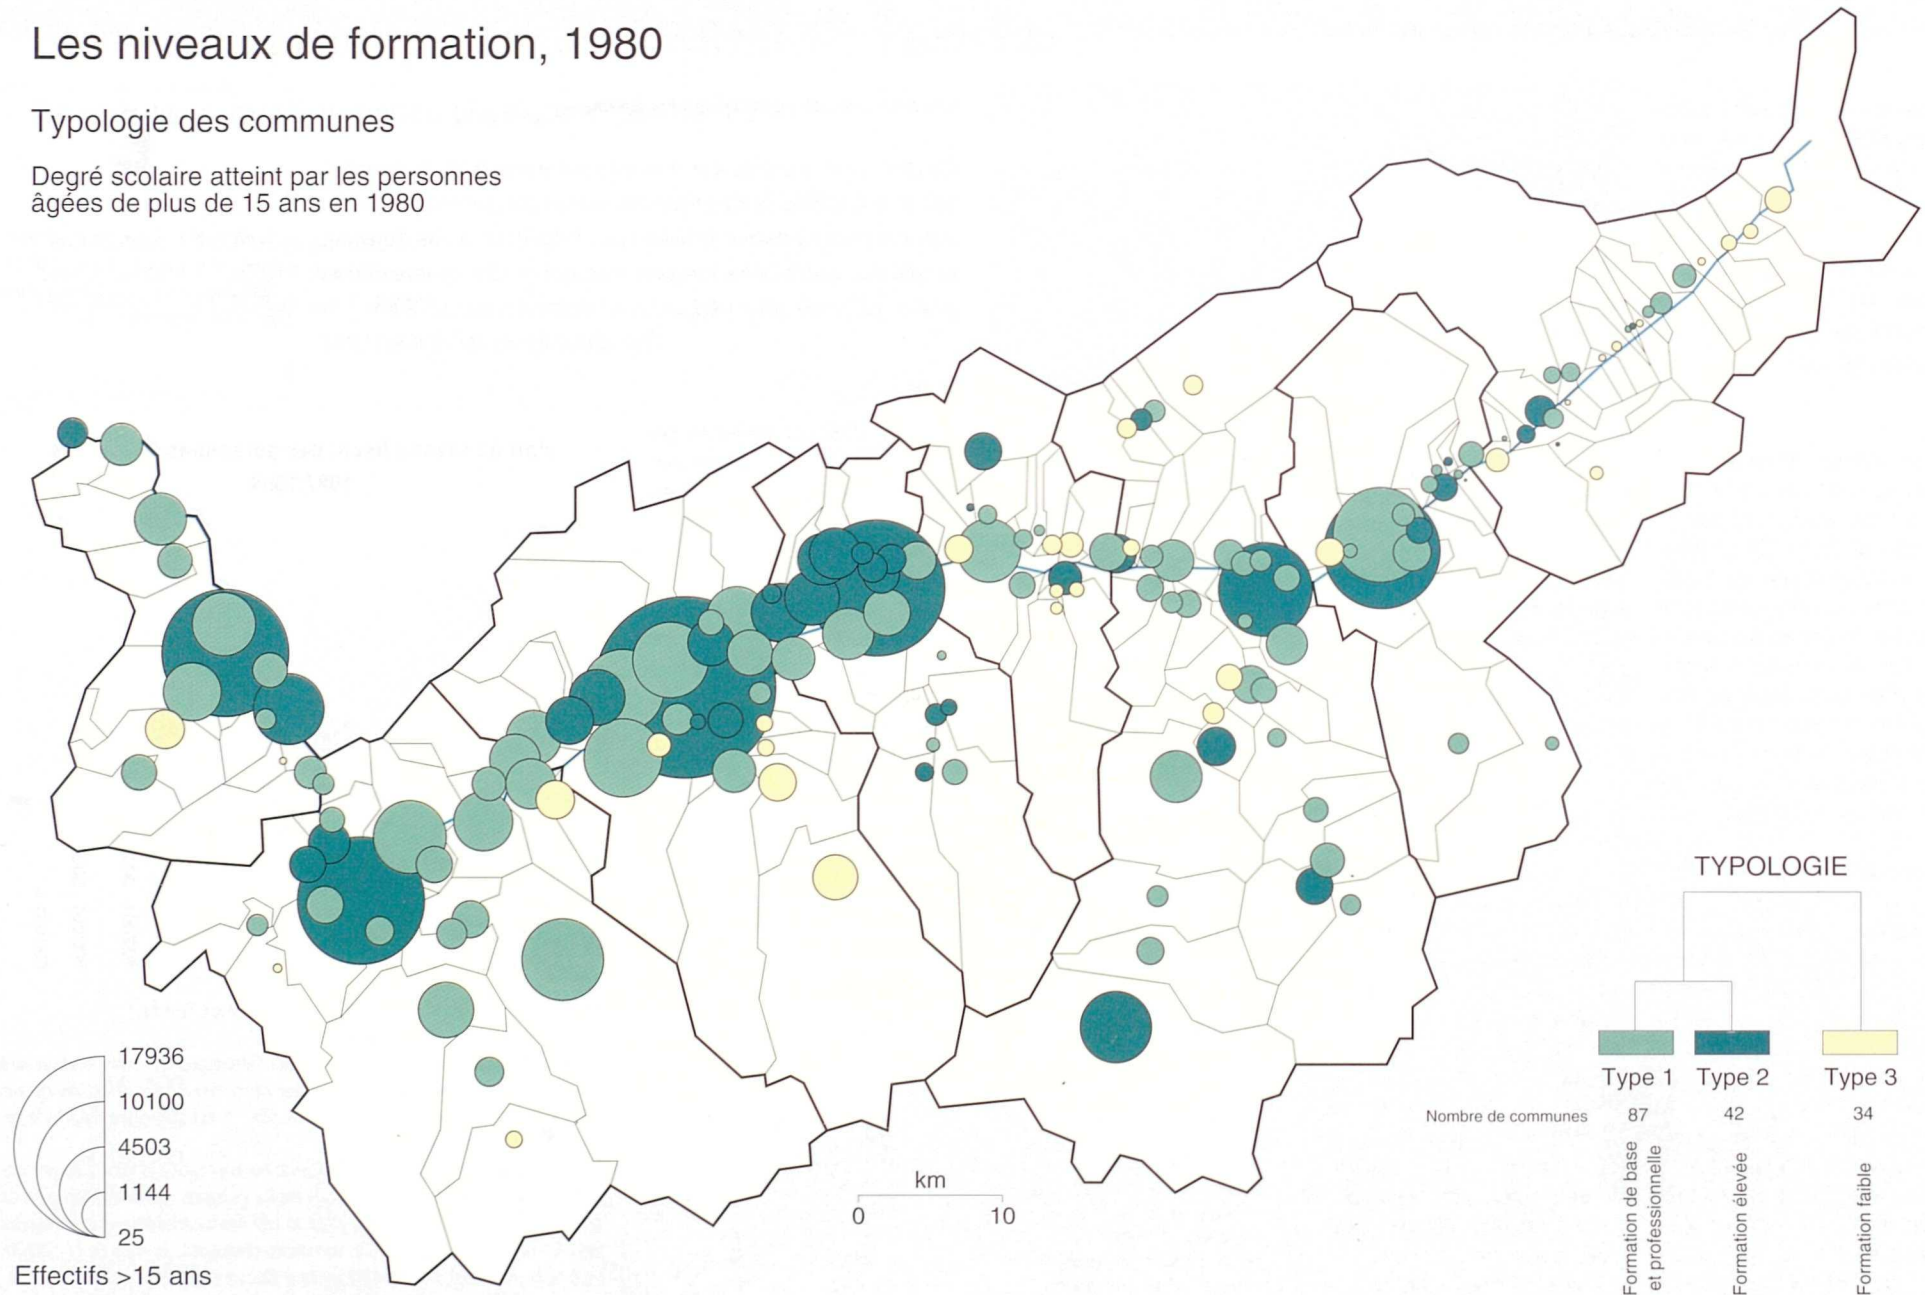 Les niveaux de formation, 1980
Typologie des communes
Degré scolaire atteint par les personnes
âgées de plus de 15 ans en 1980
17936
10100
4503
1144
25
Effectifs >15 ans
km
0 10
TYPOLOGIE
Type 1 Type 2 Type 3
Nombre de communes 87 42 34
Formation de base
et professionnelle
Formation élevée
Formation faible